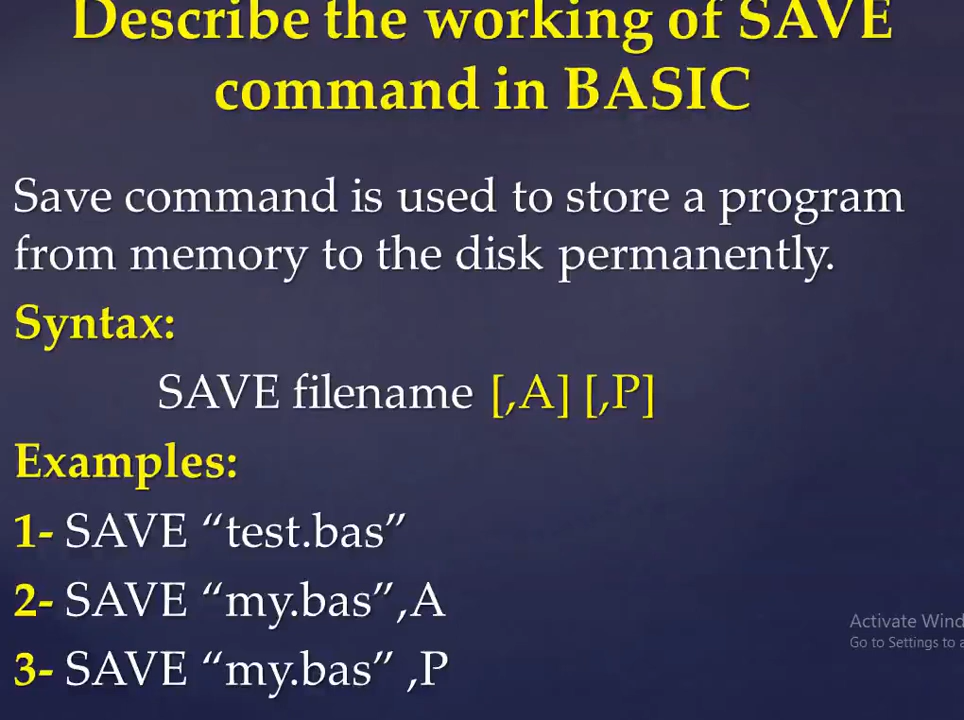 Describe the working of SAVE
command in BASIC
Save command is used to store a program
from memory to the disk permanently.
Syntax:
SAVE filename [,A] [,P]
Examples:
1- SAVE “test.bas”
2- SAVE “my.bas”,A
3- SAVE “my.bas” ,P
Activate Wind
Go to Settings to a